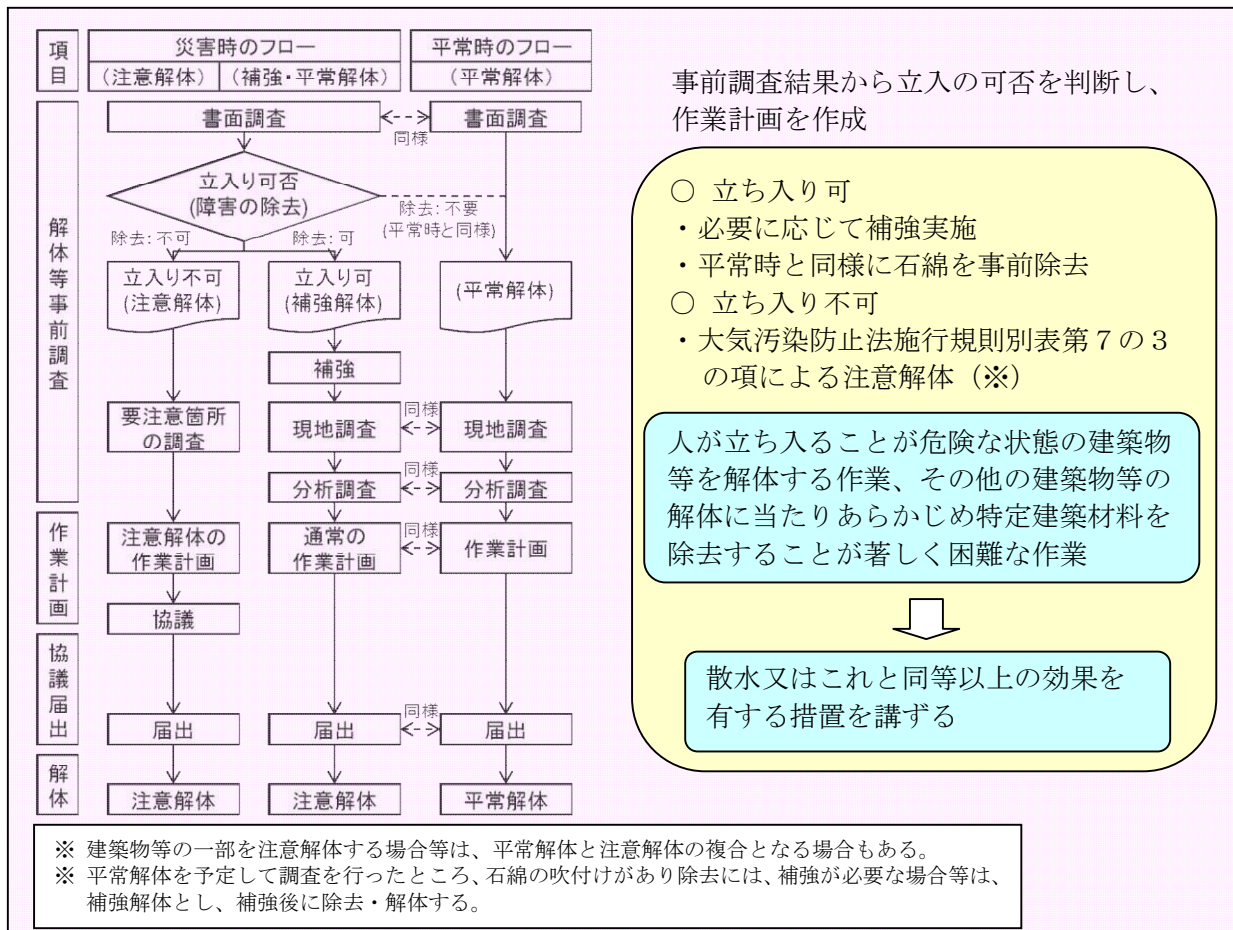 項目
災害時のフロー
平常時のフロー
(注意解体)
(補強・平常解体)
(平常解体)
解体等事前調査
書面調査
同様
書面調査
立入り可否
(障害の除去)
除去:不要
(平常時と同様)
除去:不可
除去:可
立入り不可
(注意解体)
立入り可
(補強解体)
(平常解体)
補強
要注意箇所
の調査
現地調査
同様
現地調査
分析調査
同様
分析調査
作業計画
注意解体の
作業計画
通常の
作業計画
同様
作業計画
協議
協議届出
届出
届出
同様
届出
解体
注意解体
注意解体
平常解体
事前調査結果から立入の可否を判断し、
作業計画を作成
○ 立ち入り可
・必要に応じて補強実施
・平常時と同様に石綿を事前除去
○ 立ち入り不可
・大気汚染防止法施行規則別表第7の3
の項による注意解体(※)
人が立ち入ることが危険な状態の建築物
等を解体する作業、その他の建築物等の
解体に当たりあらかじめ特定建築材料を
除去することが著しく困難な作業
散水又はこれと同等以上の効果を
有する措置を講ずる
※ 建築物等の一部を注意解体する場合等は、平常解体と注意解体の複合となる場合もある。
※ 平常解体を予定して調査を行ったところ、石綿の吹付けがあり除去には、補強が必要な場合等は、
補強解体とし、補強後に除去・解体する。